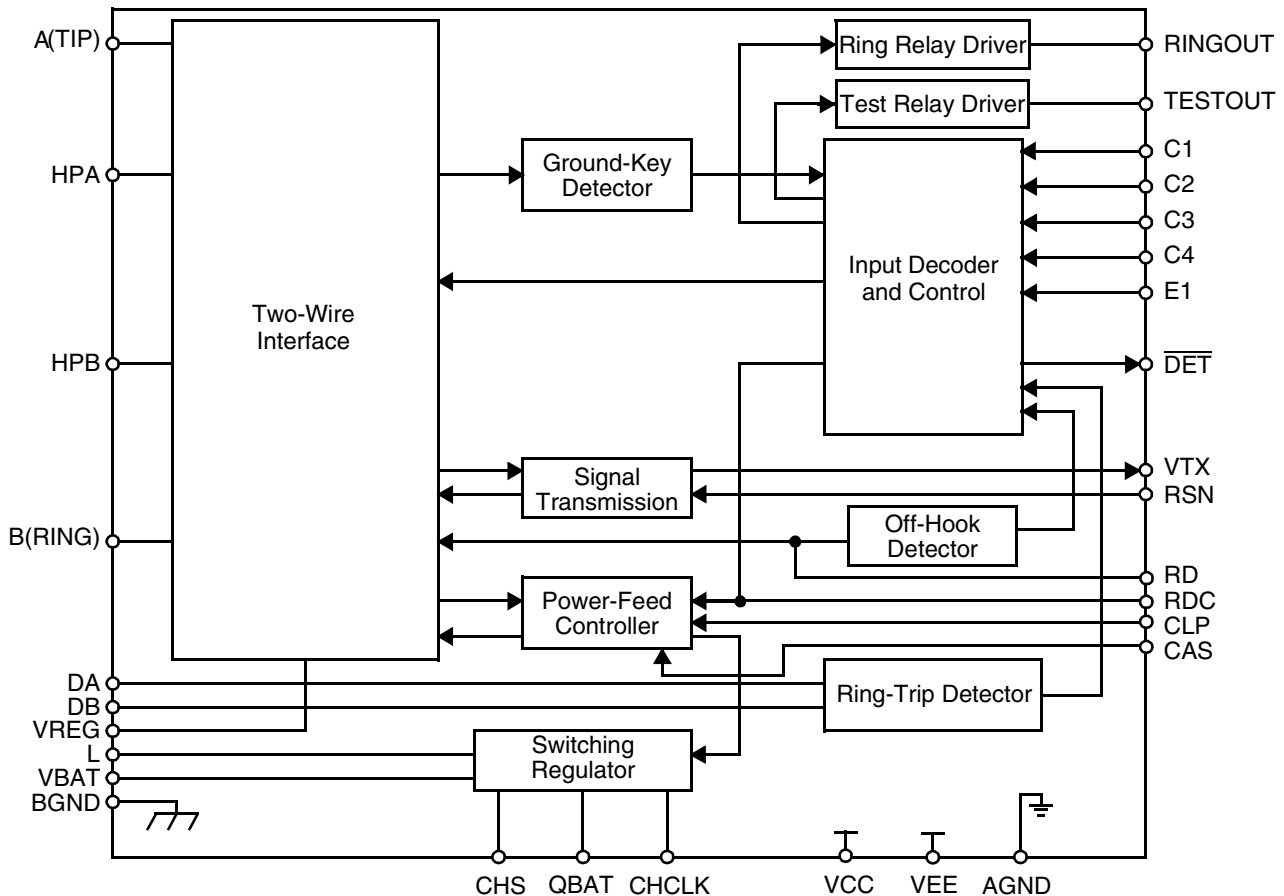 A(TIP)
HPA
HPB
B(RING)
DA
DB
VREG
L
VBAT
BGND
Two-Wire
Interface
Ground-Key
Detector
Signal
Transmission
Power-Feed
Controller
Switching
Regulator
Ring Relay Driver
Test Relay Driver
Input Decoder
and Control
Off-Hook
Detector
Ring-Trip Detector
RINGOUT
TESTOUT
C1
C2
C3
C4
E1
DET
VTX
RSN
RD
RDC
CLP
CAS
CHS
QBAT
CHCLK
VCC
VEE
AGND